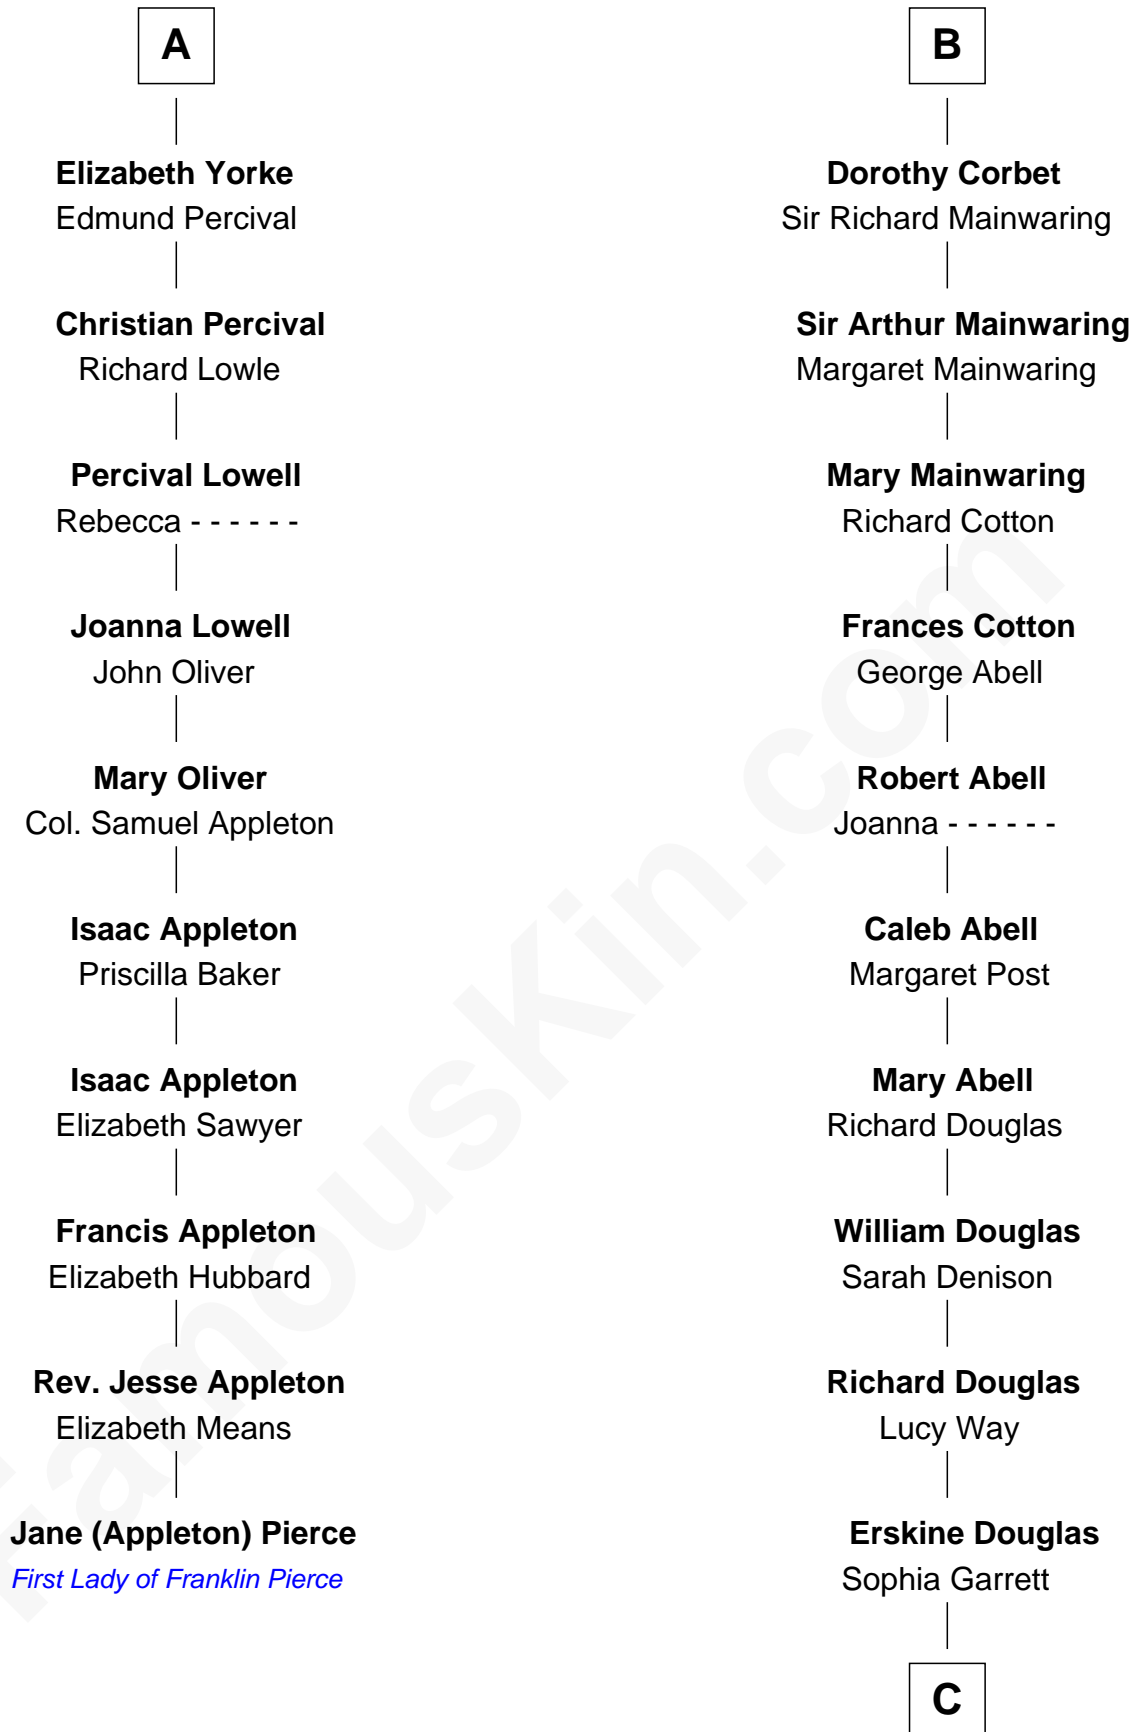 A
Elizabeth Yorke
Edmund Percival
Christian Percival
Richard Lowle
Percival Lowell
Rebecca - - - - - -
Joanna Lowell
John Oliver
Mary Oliver
Col. Samuel Appleton
Isaac Appleton
Priscilla Baker
Isaac Appleton
Elizabeth Sawyer
Francis Appleton
Elizabeth Hubbard
Rev. Jesse Appleton
Elizabeth Means
Jane (Appleton) Pierce
First Lady of Franklin Pierce
B
Dorothy Corbet
Sir Richard Mainwaring
Sir Arthur Mainwaring
Margaret Mainwaring
Mary Mainwaring
Richard Cotton
Frances Cotton
George Abell
Robert Abell
Joanna - - - - - -
Caleb Abell
Margaret Post
Mary Abell
Richard Douglas
William Douglas
Sarah Denison
Richard Douglas
Lucy Way
Erskine Douglas
Sophia Garrett
C
FamousKin.com